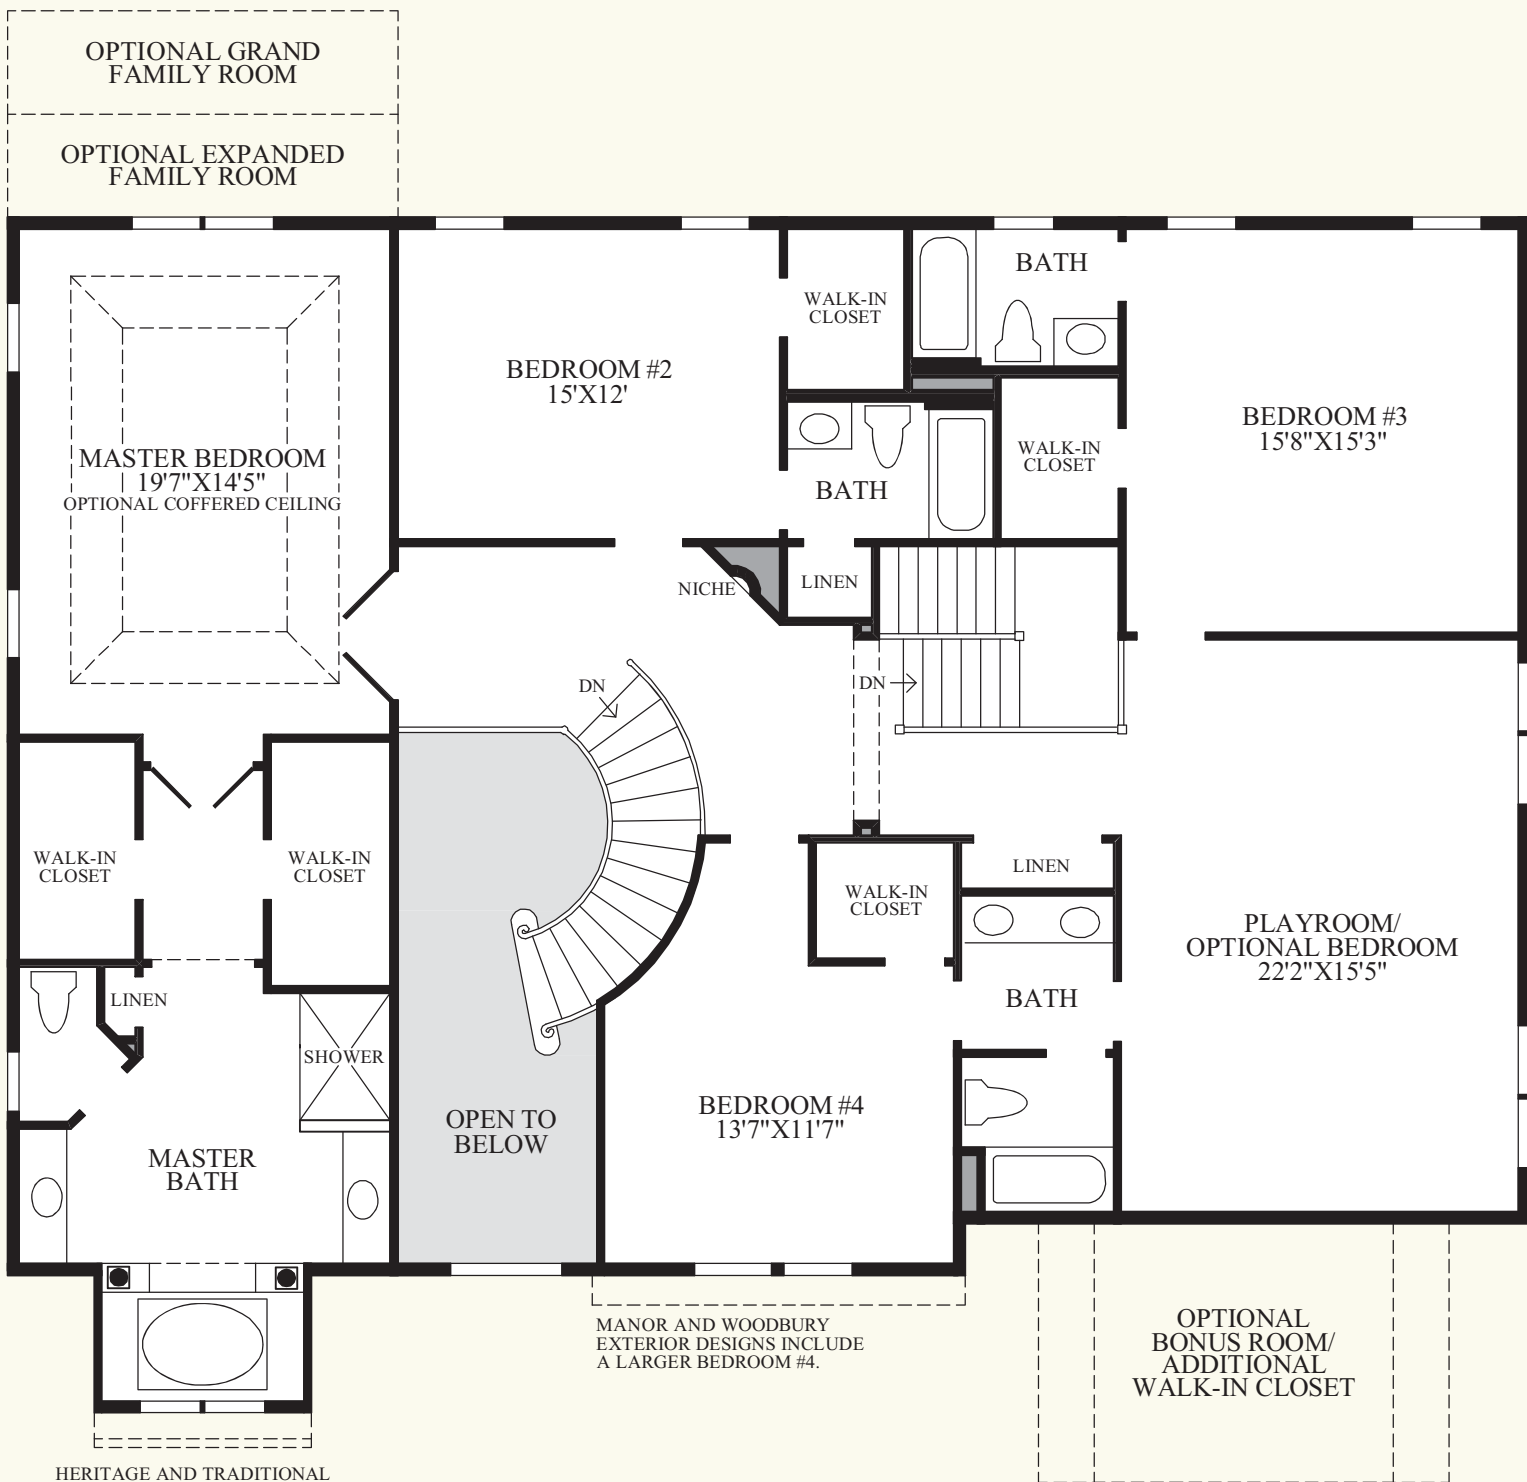 OPTIONAL GRAND
FAMILY ROOM
OPTIONAL EXPANDED
FAMILY ROOM
MASTER BEDROOM
19'7"X14'5"
OPTIONAL COFFERED CEILING
BEDROOM #2
15'X12'
WALK-IN
CLOSET
BATH
BATH
WALK-IN
CLOSET
BEDROOM #3
15'8"X15'3"
NICHE
LINEN
DN
DN
WALK-IN
CLOSET
WALK-IN
CLOSET
WALK-IN
CLOSET
LINEN
PLAYROOM/
OPTIONAL BEDROOM
22'2"X15'5"
LINEN
BATH
SHOWER
OPEN TO
BELOW
BEDROOM #4
13'7"X11'7"
MASTER
BATH
MANOR AND WOODBURY
EXTERIOR DESIGNS INCLUDE
A LARGER BEDROOM #4.
OPTIONAL
BONUS ROOM/
ADDITIONAL
WALK-IN CLOSET
HERITAGE AND TRADITIONAL